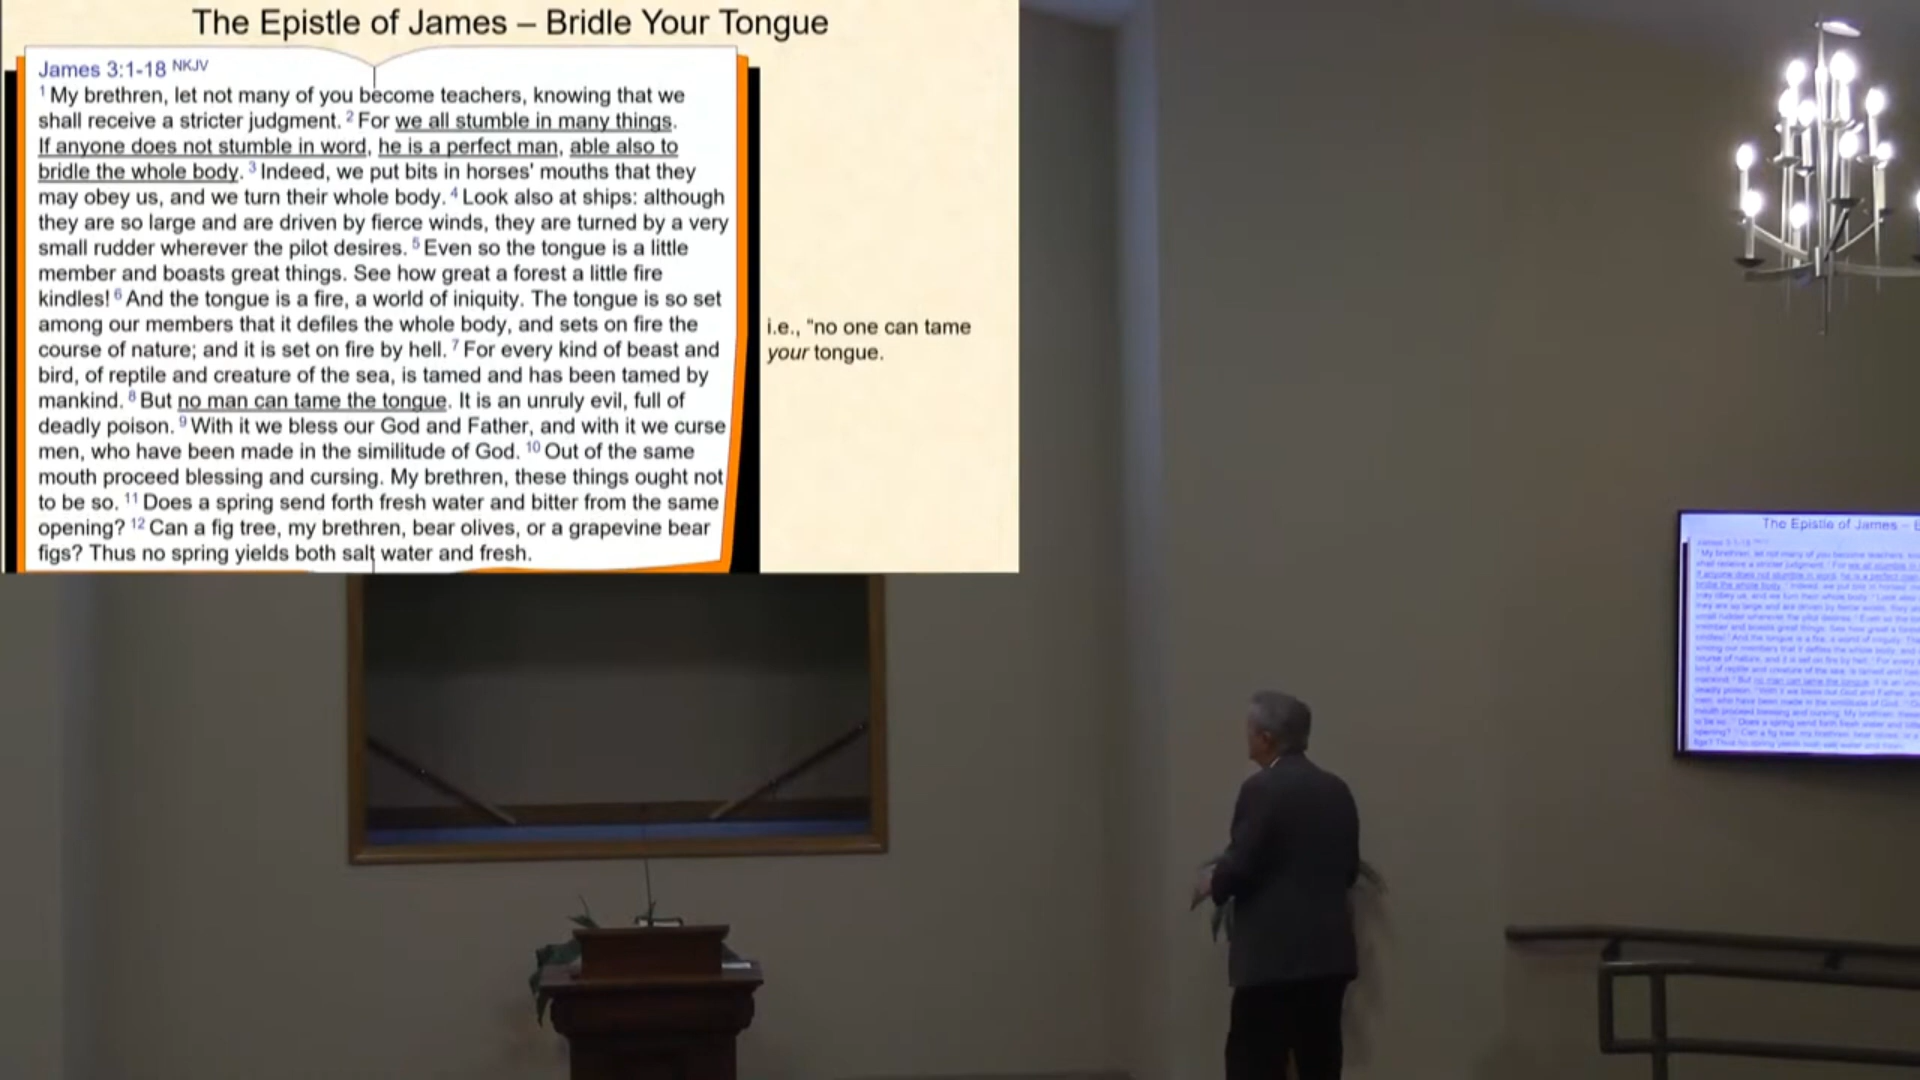 The Epistle of James – Bridle Your Tongue
James 3:1-18 NKJV
1 My brethren, let not many of you become teachers, knowing that we
shall receive a stricter judgment. 2 For we all stumble in many things.
If anyone does not stumble in word, he is a perfect man, able also to
bridle the whole body. 3 Indeed, we put bits in horses' mouths that they
may obey us, and we turn their whole body. 4 Look also at ships: although
they are so large and are driven by fierce winds, they are turned by a very
small rudder wherever the pilot desires. 5 Even so the tongue is a little
member and boasts great things. See how great a forest a little fire
kindles! 6 And the tongue is a fire, a world of iniquity. The tongue is so set
among our members that it defiles the whole body, and sets on fire the
course of nature; and it is set on fire by hell. 7 For every kind of beast and
bird, of reptile and creature of the sea, is tamed and has been tamed by
mankind. 8 But no man can tame the tongue. It is an unruly evil, full of
deadly poison. 9 With it we bless our God and Father, and with it we curse
men, who have been made in the similitude of God. 10 Out of the same
mouth proceed blessing and cursing. My brethren, these things ought not
to be so. 11 Does a spring send forth fresh water and bitter from the same
opening? 12 Can a fig tree, my brethren, bear olives, or a grapevine bear
figs? Thus no spring yields both salt water and fresh.
i.e., "no one can tame
your tongue.
The Epistle of James –